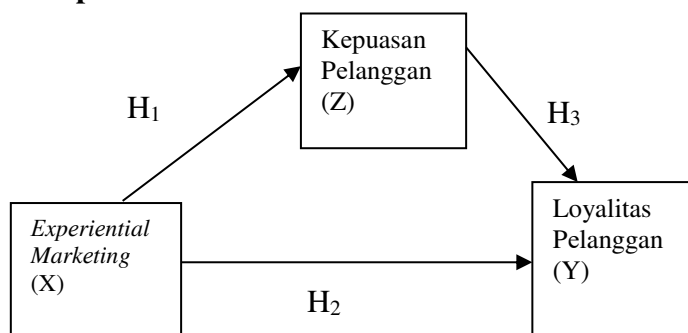 Kepuasan
Pelanggan
(Z)
H1
H3
Experiential
Marketing
(X)
Loyalitas
Pelanggan
(Y)
H2